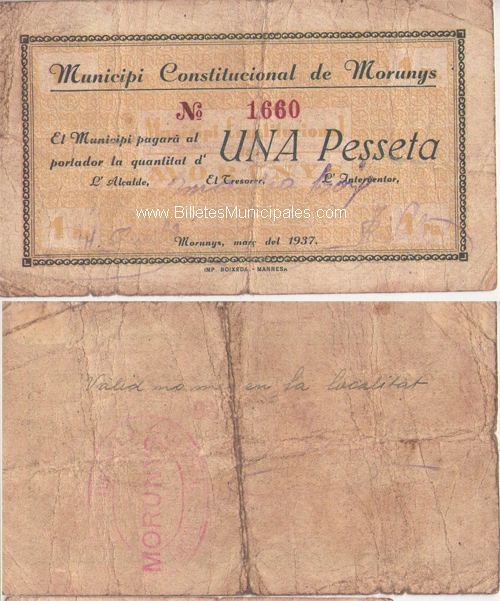 Municipi Constitucional de Morunys
Nº 1660
El Municipi pagarà al
portador la quantitat d' UNA Pesseta
L' Alcalde, El Tresorer, L' Interventor,
www.BilletesMunicipales.com
Morunys, març del 1937.
IMP. BOIXEDA - MANRESA
Valid només en la localitat
MORUNYS